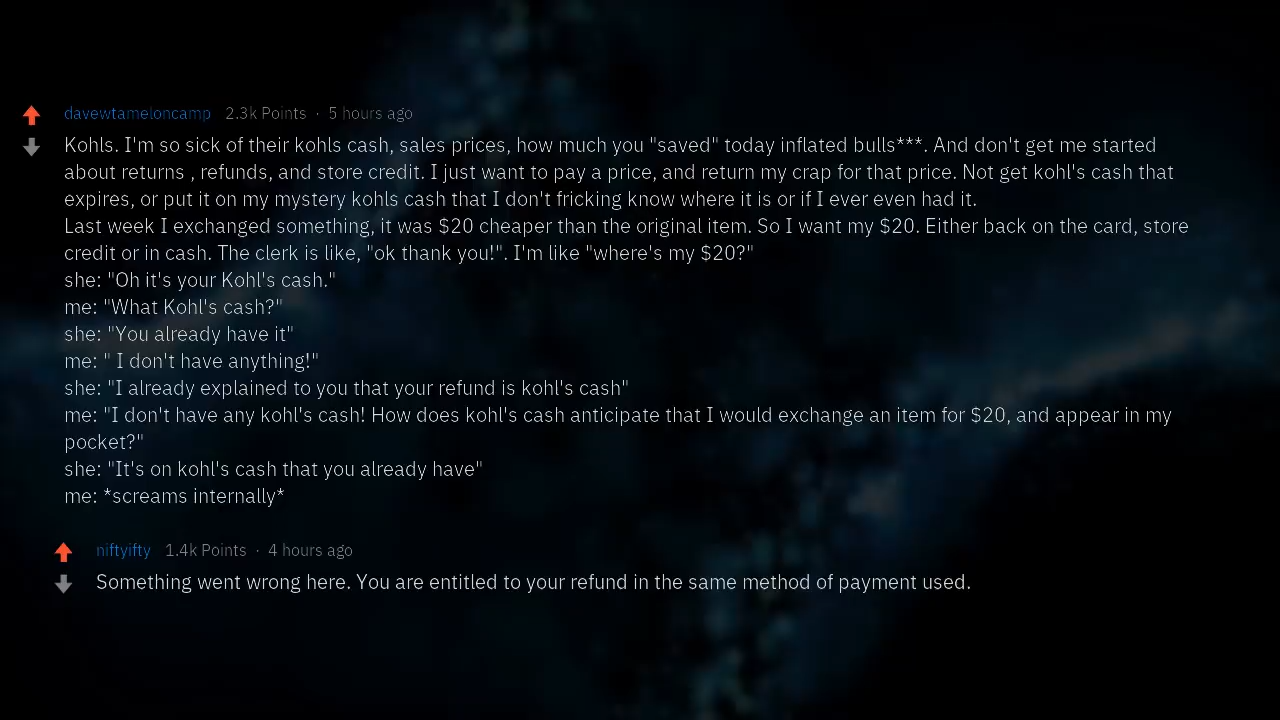 davewtameloncamp 2.3k Points · 5 hours ago
Kohls. I'm so sick of their kohls cash, sales prices, how much you "saved" today inflated bulls***. And don't get me started
about returns , refunds, and store credit. I just want to pay a price, and return my crap for that price. Not get kohl's cash that
expires, or put it on my mystery kohls cash that I don't fricking know where it is or if I ever even had it.
Last week I exchanged something, it was $20 cheaper than the original item. So I want my $20. Either back on the card, store
credit or in cash. The clerk is like, "ok thank you!". I'm like "where's my $20?"
she: "Oh it's your Kohl's cash."
me: "What Kohl's cash?"
she: "You already have it"
me: " I don't have anything!"
she: "I already explained to you that your refund is kohl's cash"
me: "I don't have any kohl's cash! How does kohl's cash anticipate that I would exchange an item for $20, and appear in my
pocket?"
she: "It's on kohl's cash that you already have"
me: *screams internally*
niftyifty 1.4k Points · 4 hours ago
Something went wrong here. You are entitled to your refund in the same method of payment used.